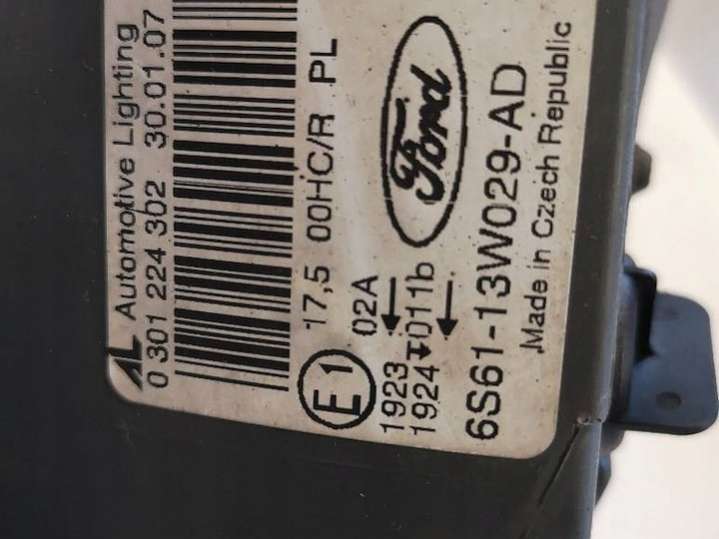 AL Automotive Lighting
0 301 224 302 30.01.07
17,5 00HC/R PL
E1
02A
1923
1924 011b
Ford
6S61-13W029-AD
Made in Czech Republic